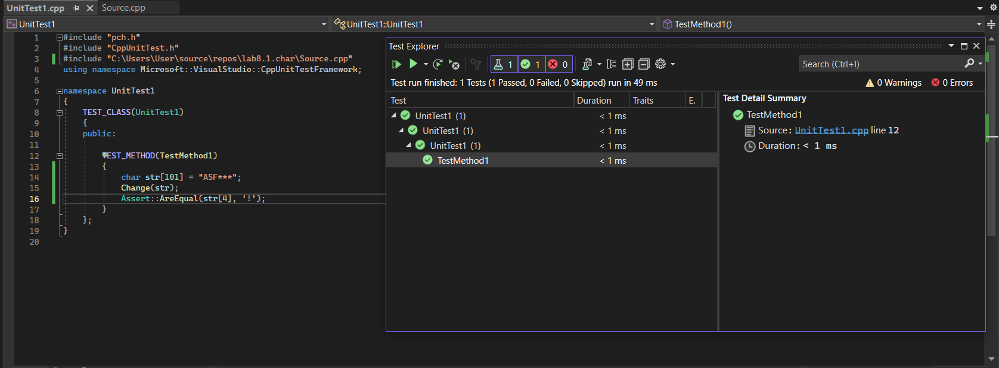 UnitTest1.cpp Source.cpp
UnitTest1 UnitTest1::UnitTest1 TestMethod1()
1 #include "pch.h"
2 #include "CppUnitTest.h"
3 #include "C:\Users\User\source\repos\lab8.1.char\Source.cpp"
4 using namespace Microsoft::VisualStudio::CppUnitTestFramework;
5
6 namespace UnitTest1
7 {
8 TEST_CLASS(UnitTest1)
9 {
10 public:
11
12 TEST_METHOD(TestMethod1)
13 {
14 char str[101] = "ASF***";
15 Change(str);
16 Assert::AreEqual(str[4], '!');
17 }
18 };
19 }
20
Test Explorer
1 1 0
Search (Ctrl+I)
Test run finished: 1 Tests (1 Passed, 0 Failed, 0 Skipped) run in 49 ms
0 Warnings 0 Errors
Test Duration Traits E.
UnitTest1 (1) < 1 ms
UnitTest1 (1) < 1 ms
UnitTest1 (1) < 1 ms
TestMethod1 < 1 ms
Test Detail Summary
TestMethod1
Source: UnitTest1.cpp line 12
Duration: < 1 ms